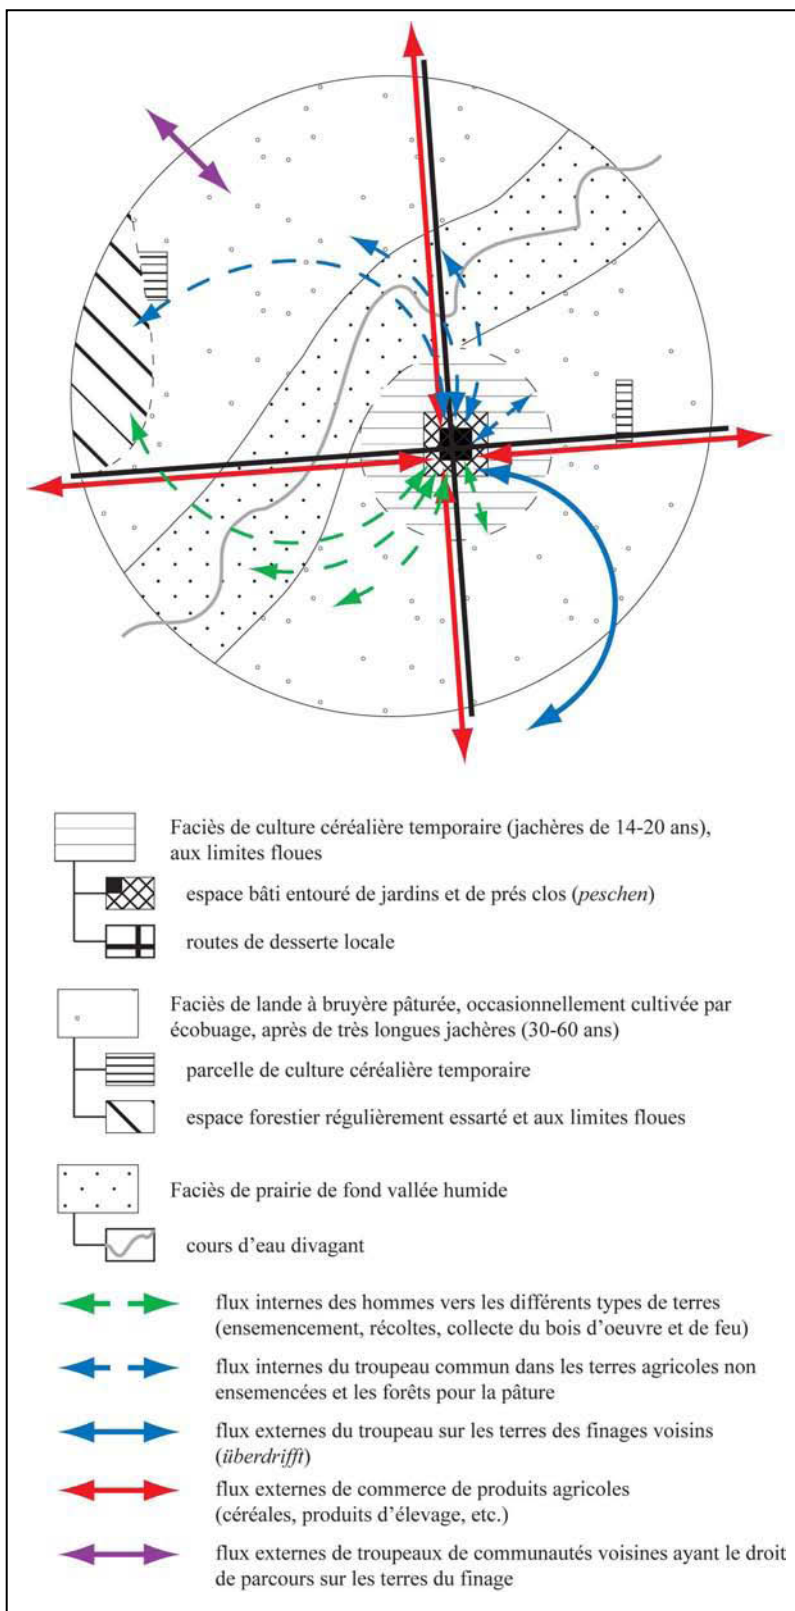 Faciès de culture céréalière temporaire (jachères de 14-20 ans),
aux limites floues
espace bâti entouré de jardins et de prés clos (peschen)
routes de desserte locale
Faciès de lande à bruyère pâturée, occasionnellement cultivée par
écobuage, après de très longues jachères (30-60 ans)
parcelle de culture céréalière temporaire
espace forestier régulièrement essarté et aux limites floues
Faciès de prairie de fond vallée humide
cours d'eau divagant
flux internes des hommes vers les différents types de terres
(ensemencement, récoltes, collecte du bois d'oeuvre et de feu)
flux internes du troupeau commun dans les terres agricoles non
ensemencées et les forêts pour la pâture
flux externes du troupeau sur les terres des finages voisins
(überdrifft)
flux externes de commerce de produits agricoles
(céréales, produits d'élevage, etc.)
flux externes de troupeaux de communautés voisines ayant le droit
de parcours sur les terres du finage